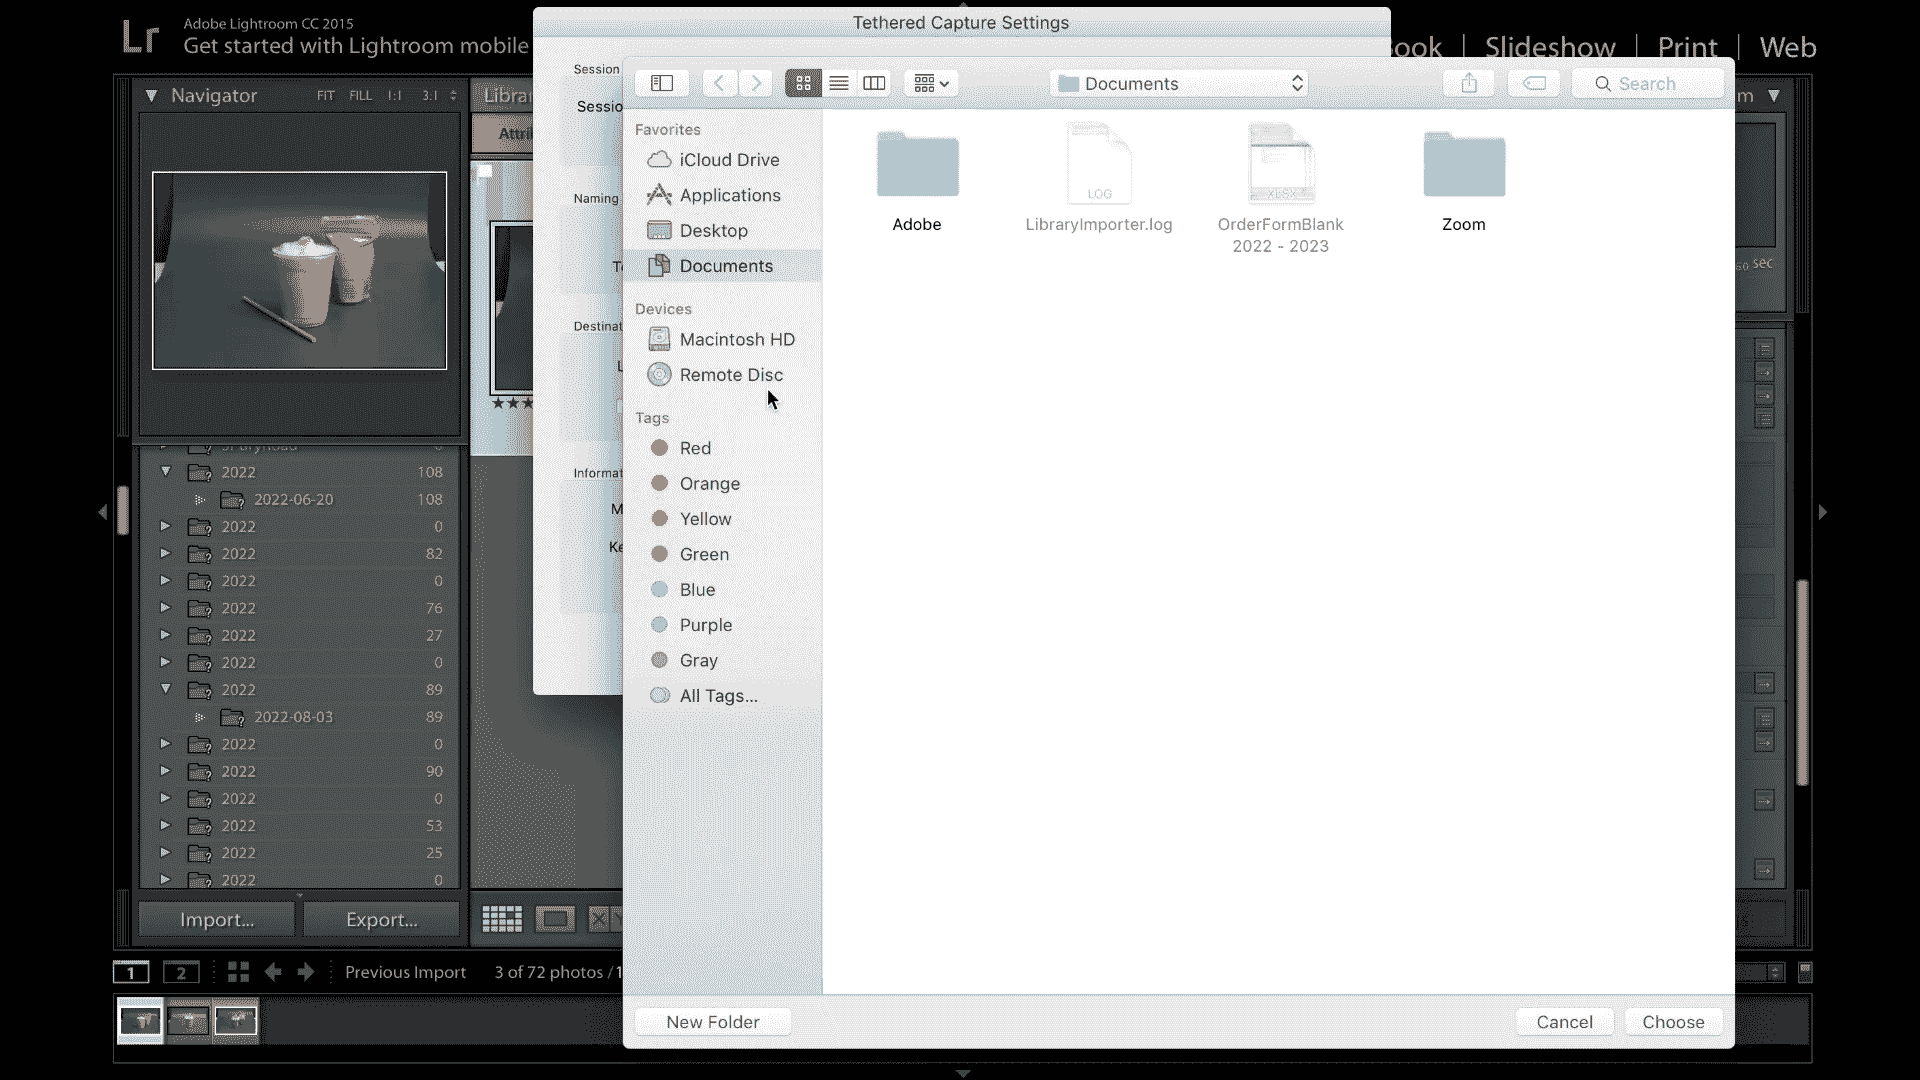 Adobe Lightroom CC 2015
Get started with Lightroom mobile
Tethered Capture Settings
Slideshow | Print | Web
Navigator FIT FILL 1:1 3:1
Session
Naming
Documents
Search
Favorites
iCloud Drive
Applications
Desktop
Documents
Devices
Macintosh HD
Remote Disc
Tags
Red
Orange
Yellow
Green
Blue
Purple
Gray
All Tags...
LOG
XLSX
Adobe
LibraryImporter.log
OrderFormBlank
2022 - 2023
Zoom
sec
2022 108
2022-06-20 108
2022 0
2022 82
2022 0
2022 76
2022 27
2022 0
2022 89
2022-08-03 89
2022 0
2022 90
2022 0
2022 53
2022 25
2022 0
Import... Export...
1 2 Previous Import 3 of 72 photos /
New Folder
Cancel
Choose